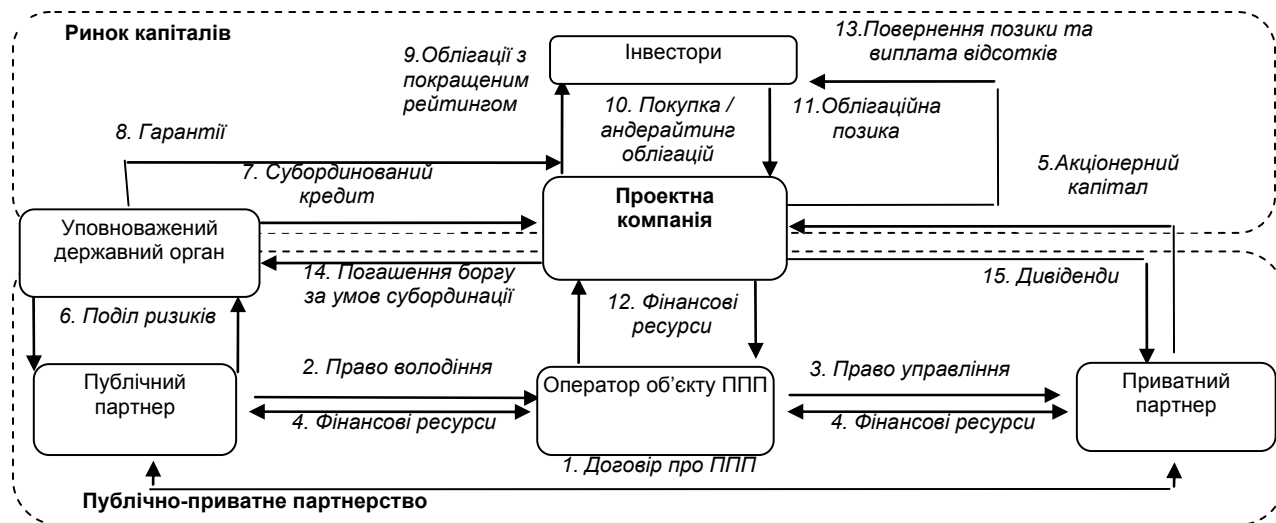 Ринок капіталів
9.Облігації з
покращеним
рейтингом
Інвестори
13.Повернення позики та
виплата відсотків
10. Покупка /
андерайтинг
облігацій
11.Облігаційна
позика
8. Гарантії
7. Субординований
кредит
5.Акціонерний
капітал
Проектна
компанія
Уповноважений
державний орган
14. Погашення боргу
за умов субординації
15. Дивіденди
6. Поділ ризиків
12. Фінансові
ресурси
Публічний
партнер
2. Право володіння
Оператор об’єкту ППП
3. Право управління
Приватний
партнер
4. Фінансові ресурси
4. Фінансові ресурси
1. Договір про ППП
Публічно-приватне партнерство